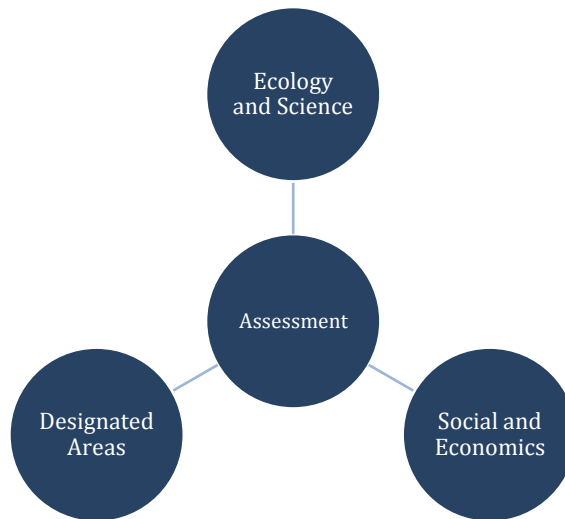 Ecology
and Science
Assessment
Designated
Areas
Social and
Economics